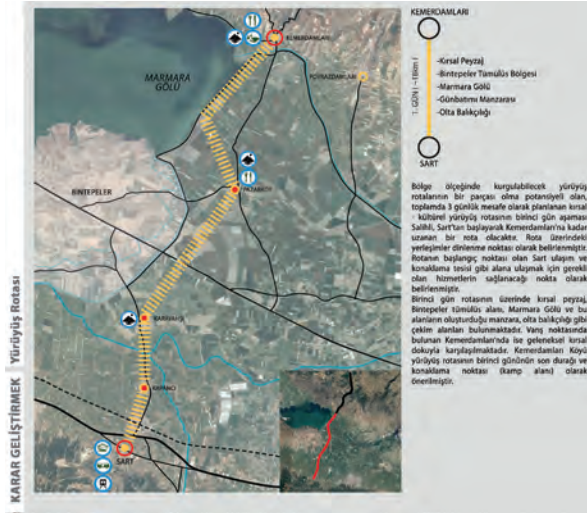 KEMERDAMLARI
POYRAZDAMLARI
MARMARA
GÖLÜ
BİNTEPELER
PAZARKÖY
SART
KARAR GELİŞTİRMEK | Yürüyüş Rotası
KEMERDAMLARI
1. GÜN
-Kırsal Peyzaj
-Bintepeler Tümülüs Bölgesi
-Marmara Gölü
-Günbatımı Manzarası
-Olta Balıkçılığı
SART
Bölge ölçeğinde kurgulabilecek yürüyüş
rotalarının bir parçası olma potansiyeli olan,
toplamda 3 günlük mesafe olarak planlanan kırsal
- kültürel yürüyüş rotasının birinci gün aşaması
Salihli, Sart'tan başlayarak Kemerdamları'na kadar
uzanan bir rota olacaktır. Rota üzerindeki
yerleşimler dinlenme noktası olarak belirlenmiştir.
Rotanın başlangıç noktası olan Sart ulaşım ve
konaklama tesisi gibi alana ulaşmak için gerekli
olan hizmetlerin sağlanacağı nokta olarak
belirlenmiştir.
Birinci gün rotasının üzerinde kırsal peyzaj,
Bintepeler tümülüs alanı, Marmara Gölü ve bu
alanların oluşturduğu manzara, olta balıkçılığı gibi
çekim alanları bulunmaktadır. Varış noktasında
bulunan Kemerdamları'nda ise geleneksel kırsal
dokuyla karşılaşılmaktadır. Kemerdamları Köyü
yürüyüş rotasının birinci gününün son durağı ve
konaklama noktası (kamp alanı) olarak
önerilmiştir.